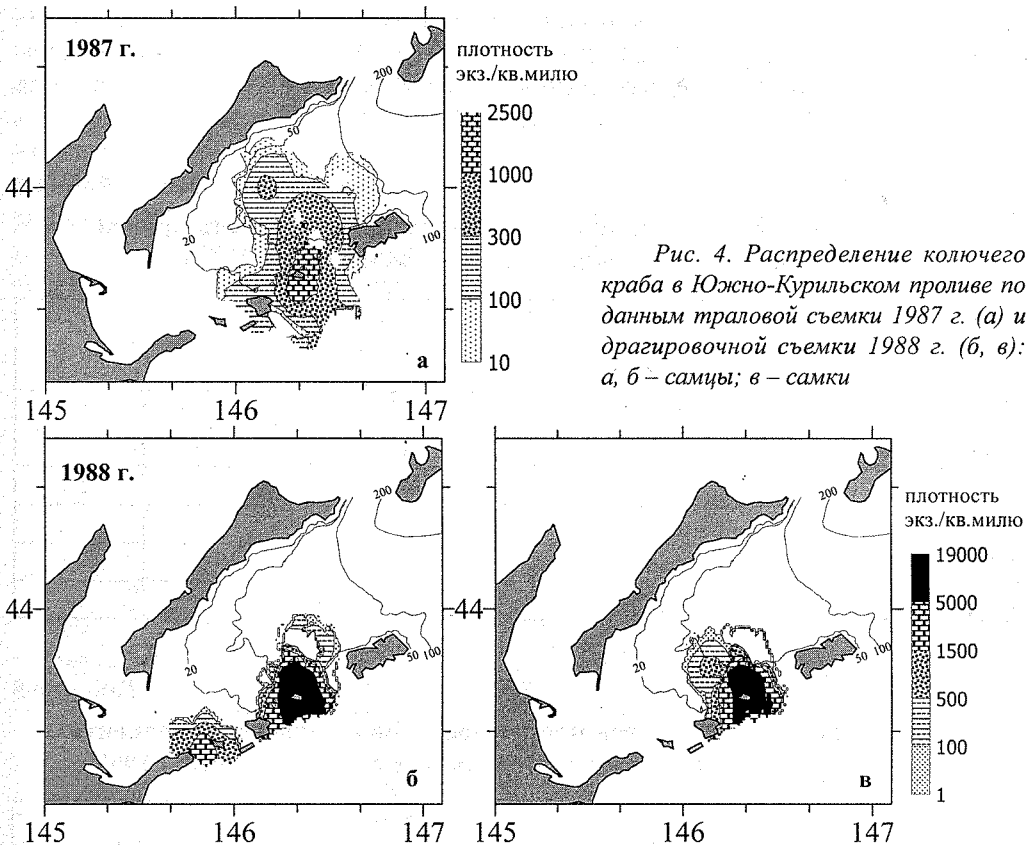 1987 г.
плотность
экз./кв.милю
2500
1000
300
100
10
200
50
20
100
44
а
145
146
147
Рис. 4. Распределение колючего
краба в Южно-Курильском проливе по
данным траловой съемки 1987 г. (а) и
драгировочной съемки 1988 г. (б, в):
а, б – самцы; в – самки
1988 г.
200
44
20
50
100
б
145
146
147
200
44
20
50
100
в
145
146
147
плотность
экз./кв.милю
19000
5000
1500
500
100
1